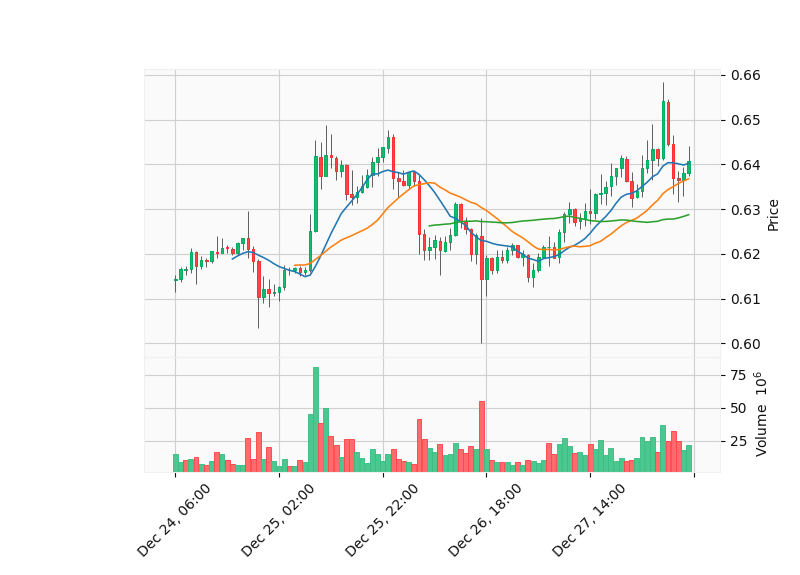 0.66
0.65
0.64
0.63
0.62
0.61
0.60
Price
75
50
25
Volume 10⁶
Dec 24, 06:00
Dec 25, 02:00
Dec 25, 22:00
Dec 26, 18:00
Dec 27, 14:00